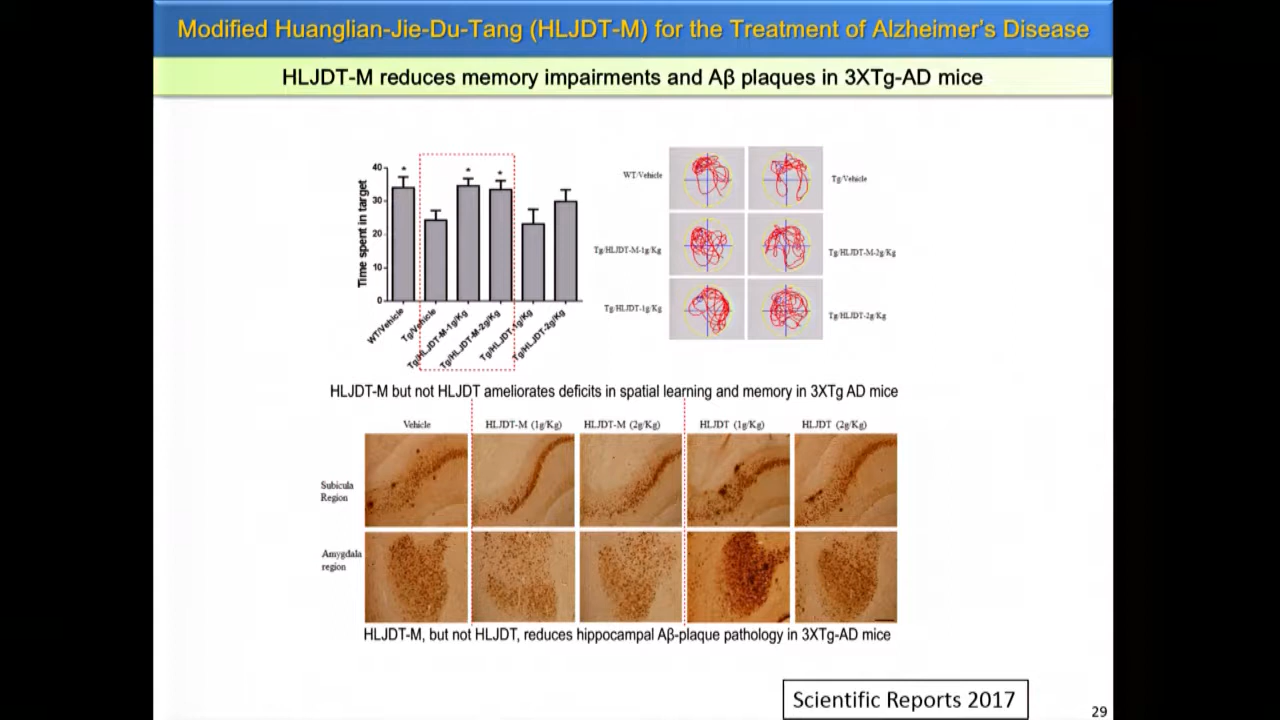 Modified Huanglian-Jie-Du-Tang (HLJDT-M) for the Treatment of Alzheimer's Disease
HLJDT-M reduces memory impairments and Aβ plaques in 3XTg-AD mice
Time spent in target
40
30
20
10
0
*
*
*
WT/Vehicle
Tg/Vehicle
Tg/HLJDT-M-1g/Kg
Tg/HLJDT-M-2g/Kg
Tg/HLJDT-1g/Kg
Tg/HLJDT-2g/Kg
WT/Vehicle
Tg/Vehicle
Tg/HLJDT-M-1g/Kg
Tg/HLJDT-M-2g/Kg
Tg/HLJDT-1g/Kg
Tg/HLJDT-2g/Kg
HLJDT-M but not HLJDT ameliorates deficits in spatial learning and memory in 3XTg AD mice
Vehicle
HLJDT-M (1g/Kg)
HLJDT-M (2g/Kg)
HLJDT (1g/Kg)
HLJDT (2g/Kg)
Subicula
Region
Amygdala
region
HLJDT-M, but not HLJDT, reduces hippocampal Aβ-plaque pathology in 3XTg-AD mice
Scientific Reports 2017
29